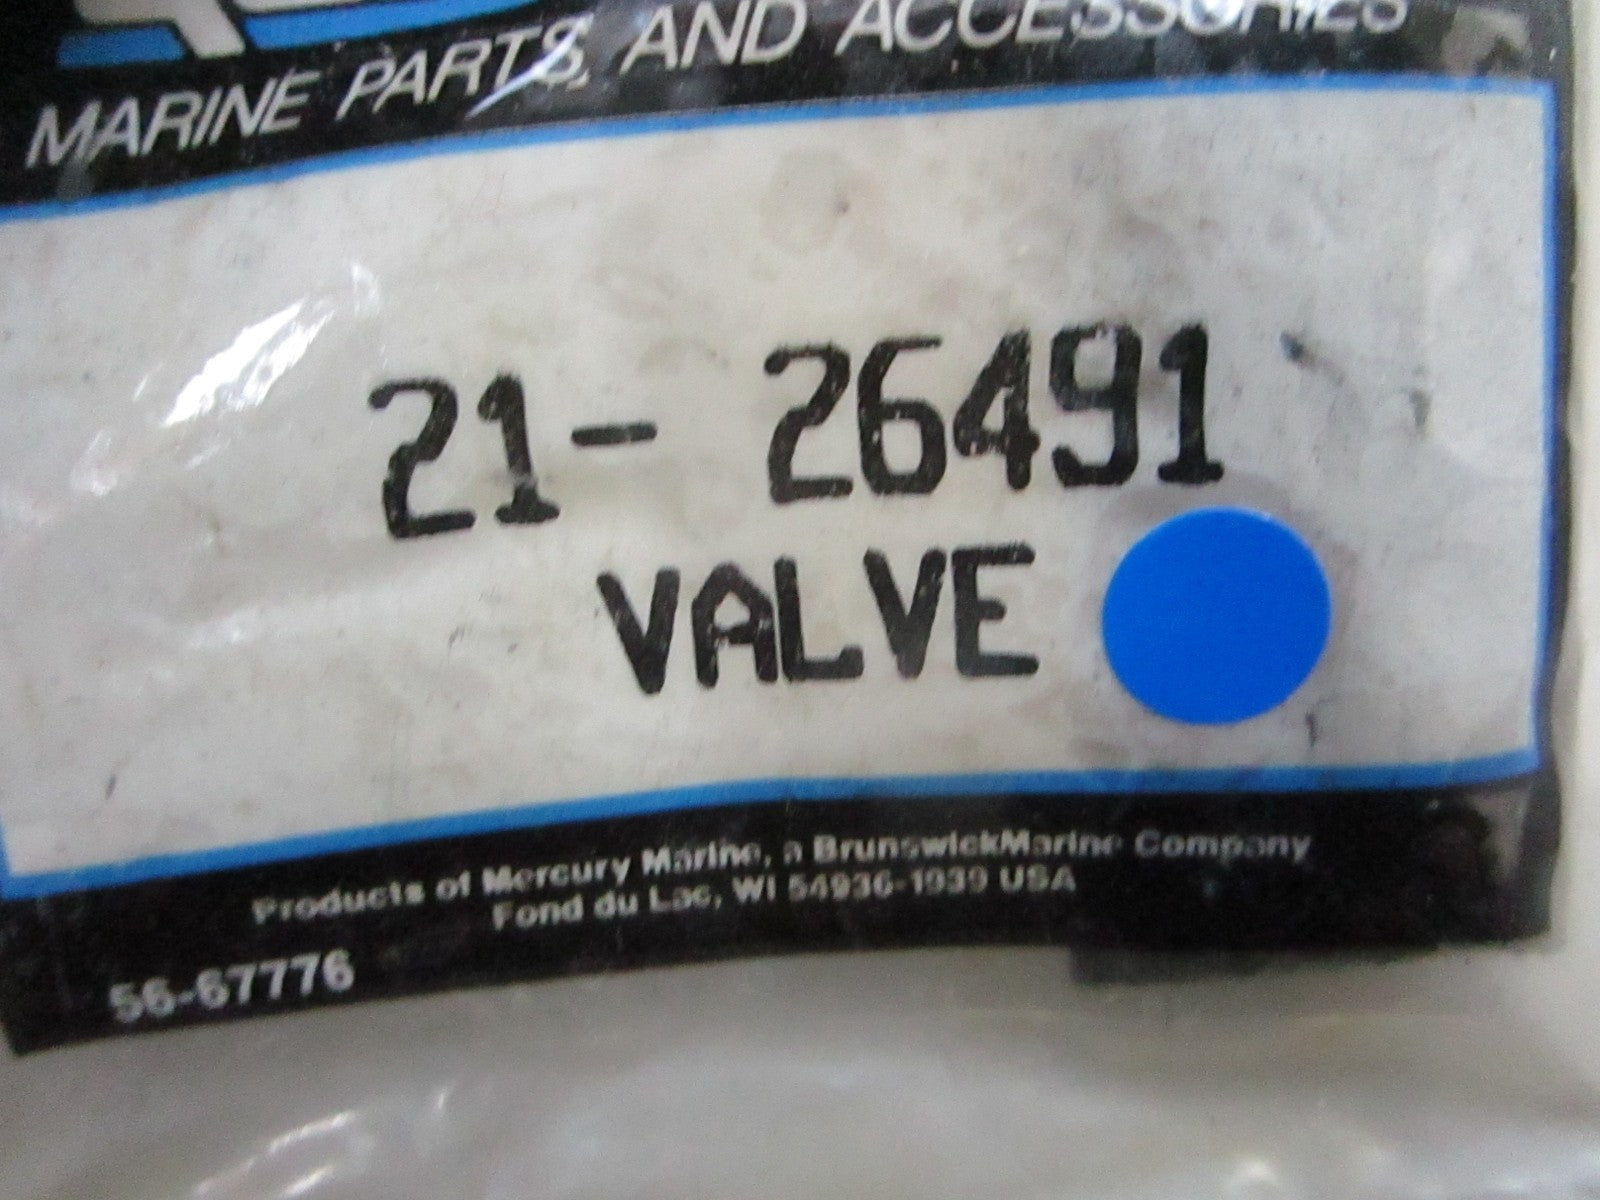 MARINE PARTS AND ACCESSORIES
21- 26491
VALVE
Products of Mercury Marine, a BrunswickMarine Company
Fond du Lac, WI 54936-1939 USA
56-67776